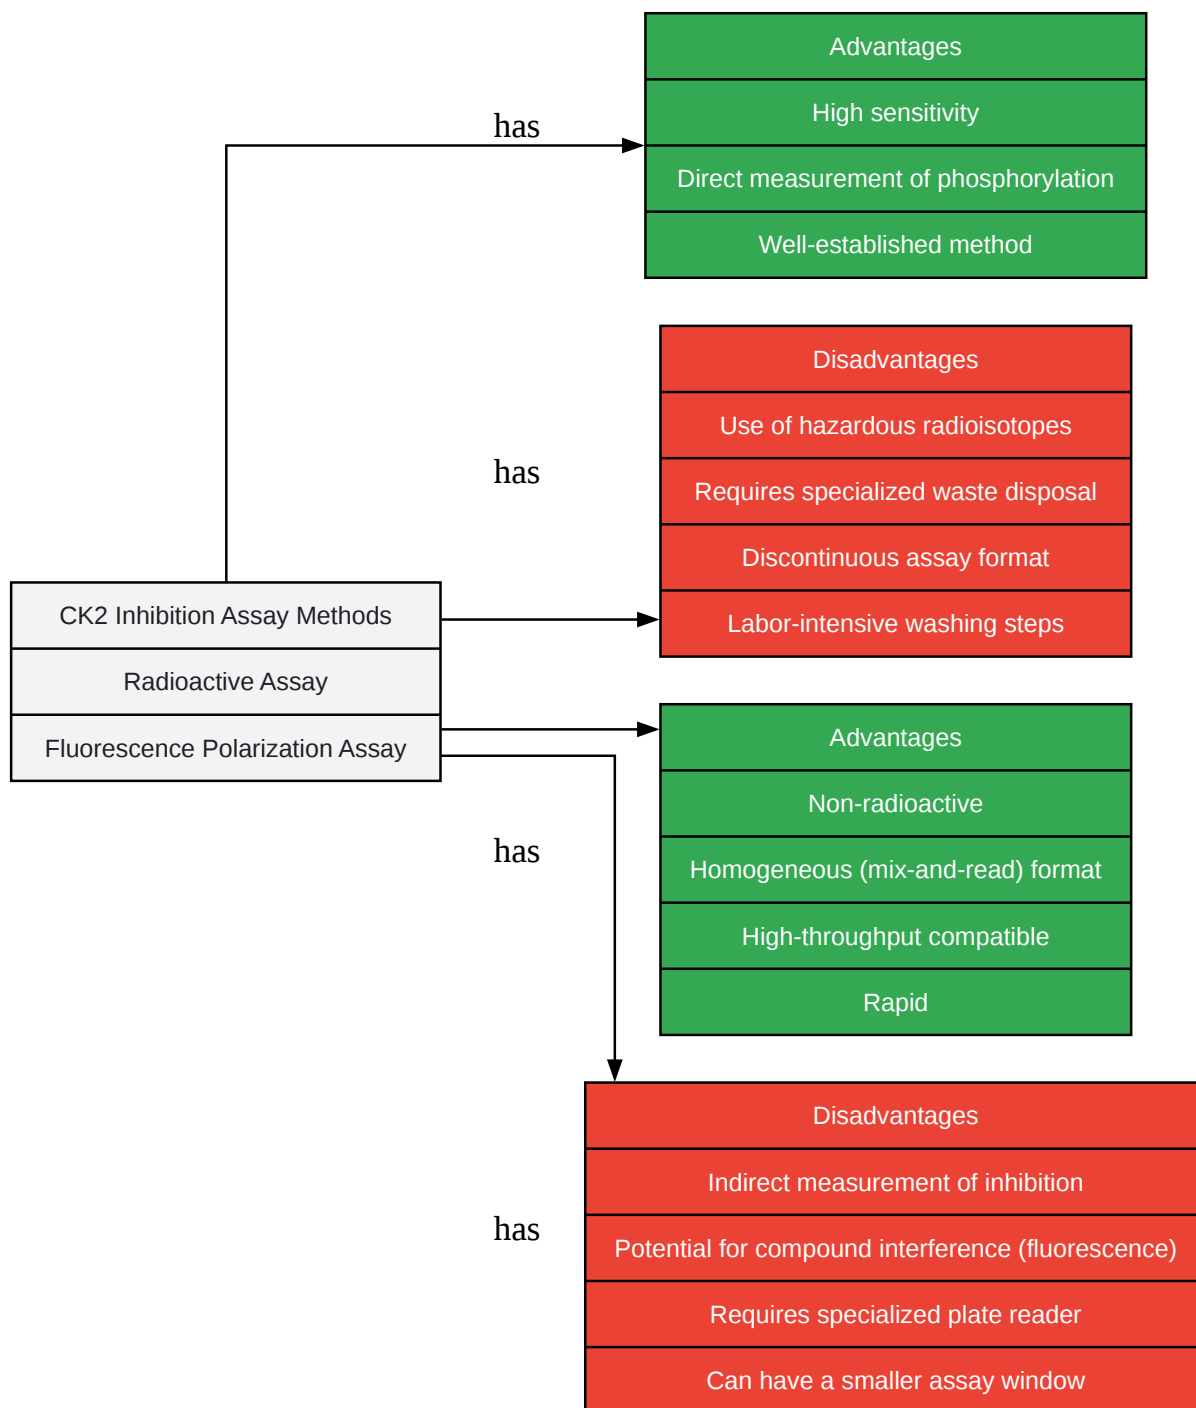 Advantages
High sensitivity
Direct measurement of phosphorylation
Well-established method
has
Disadvantages
Use of hazardous radioisotopes
Requires specialized waste disposal
Discontinuous assay format
Labor-intensive washing steps
has
CK2 Inhibition Assay Methods
Radioactive Assay
Fluorescence Polarization Assay
Advantages
Non-radioactive
Homogeneous (mix-and-read) format
High-throughput compatible
Rapid
has
Disadvantages
Indirect measurement of inhibition
Potential for compound interference (fluorescence)
Requires specialized plate reader
Can have a smaller assay window
has